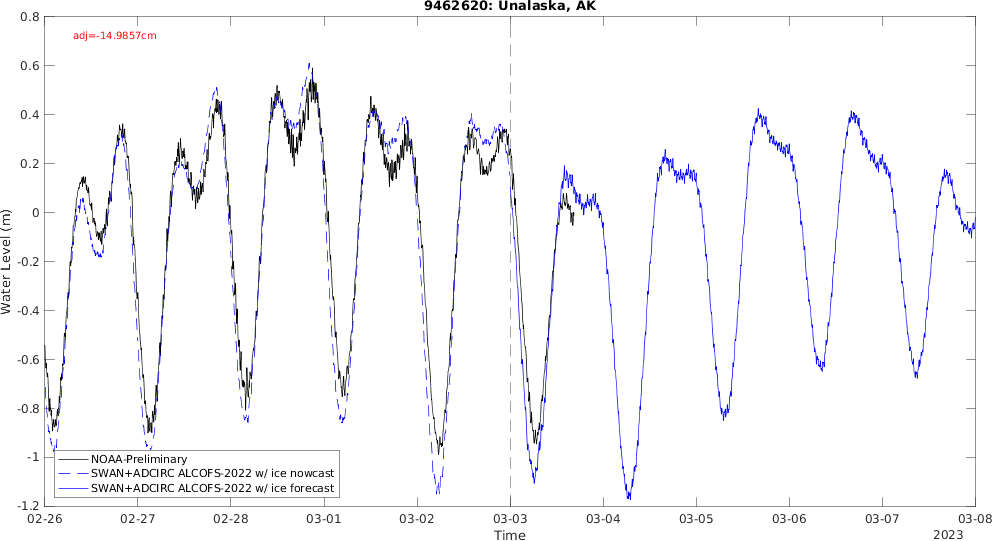 9462620: Unalaska, AK
adj=-14.9857cm
0.8
0.6
0.4
0.2
0
-0.2
-0.4
-0.6
-0.8
-1
-1.2
Water Level (m)
NOAA-Preliminary
SWAN+ADCIRC ALCOFS-2022 w/ ice nowcast
SWAN+ADCIRC ALCOFS-2022 w/ ice forecast
02-26 02-27 02-28 03-01 03-02 03-03 03-04 03-05 03-06 03-07 03-08
Time
2023